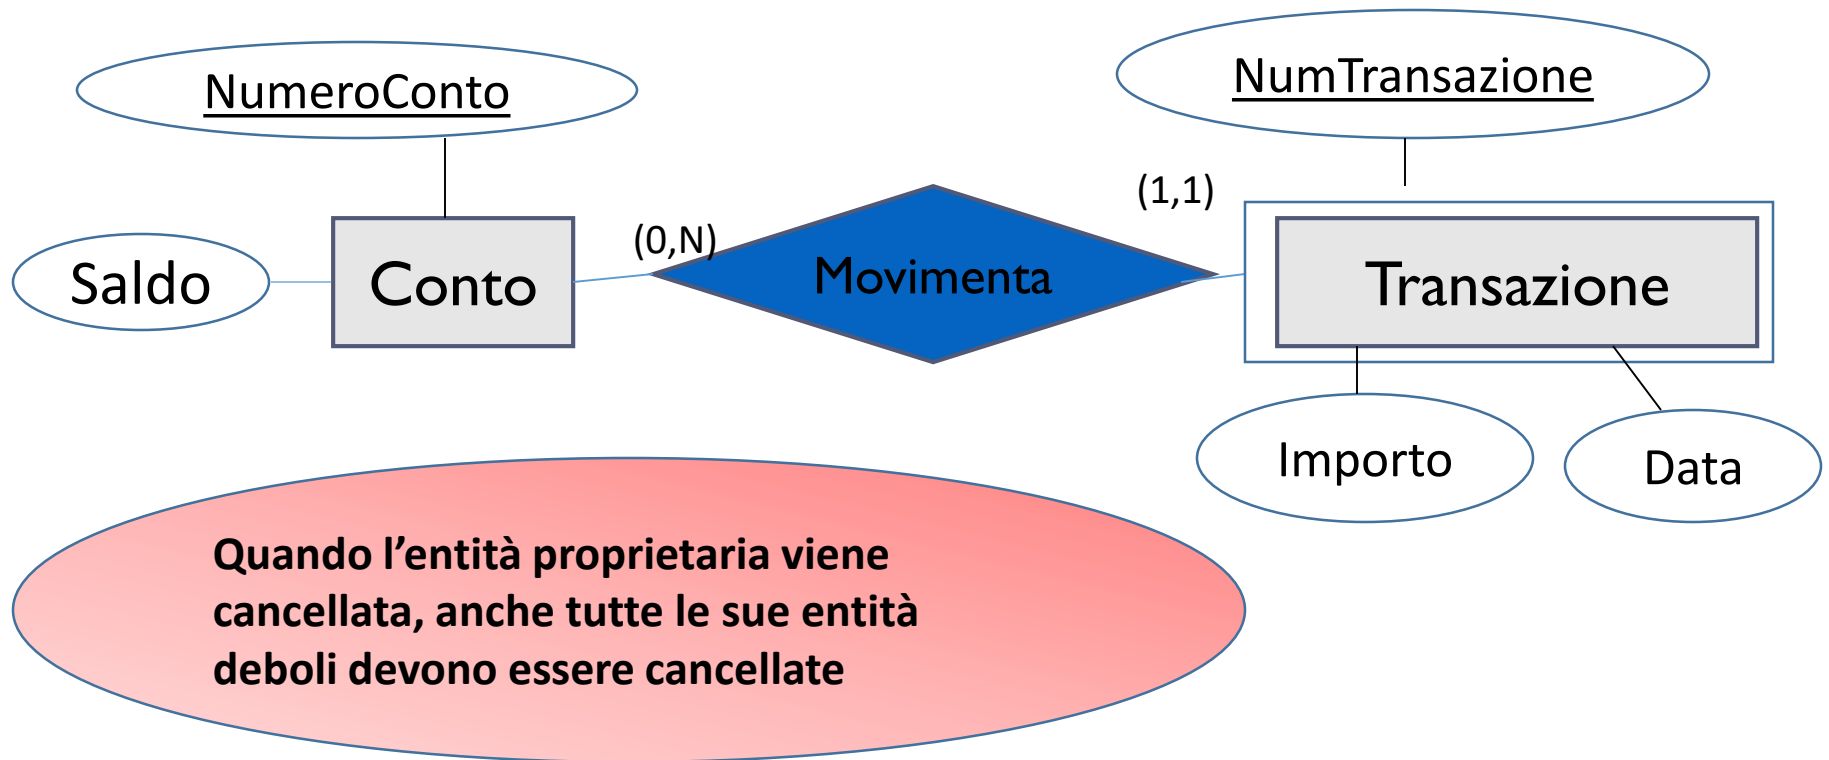 NumeroConto
NumTransazione
(1,1)
(0,N)
Saldo
Conto
Movimenta
Transazione
Importo
Data
Quando l’entità proprietaria viene
cancellata, anche tutte le sue entità
deboli devono essere cancellate